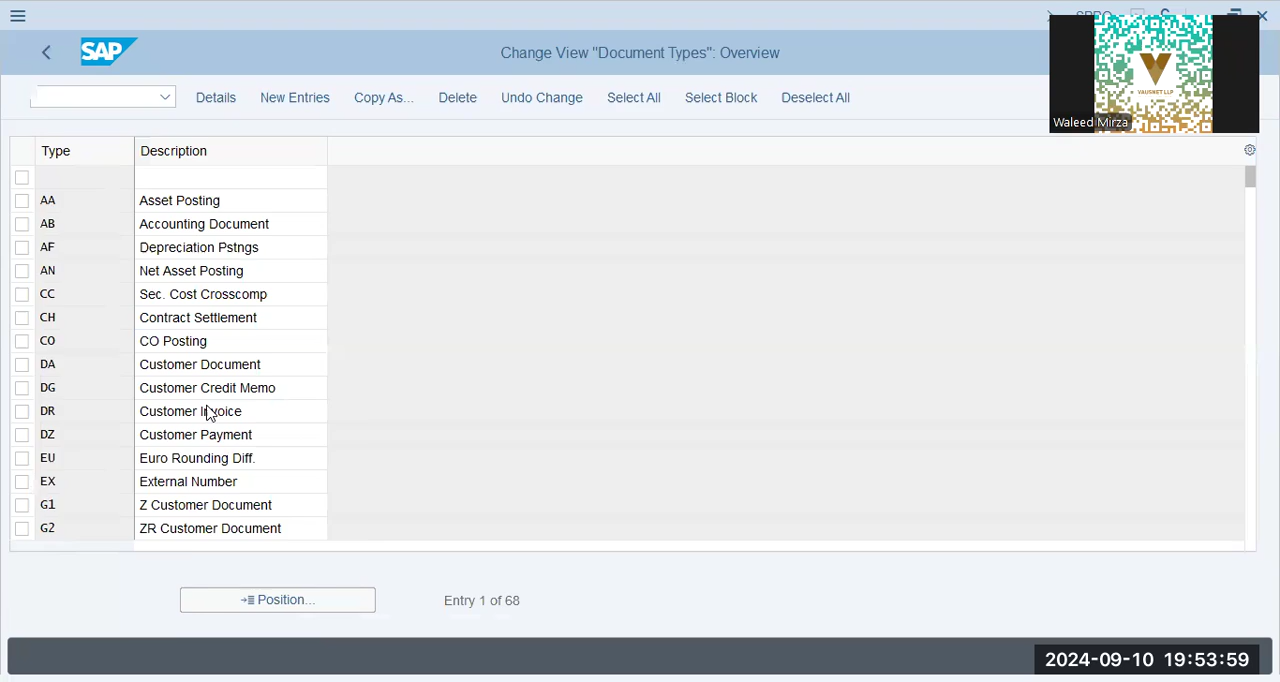 SAP
Change View "Document Types": Overview
Details New Entries Copy As... Delete Undo Change Select All Select Block Deselect All
VAUSNET LLP
Waleed Mirza
Type Description
AA Asset Posting
AB Accounting Document
AF Depreciation Pstngs
AN Net Asset Posting
CC Sec. Cost Crosscomp
CH Contract Settlement
CO CO Posting
DA Customer Document
DG Customer Credit Memo
DR Customer Invoice
DZ Customer Payment
EU Euro Rounding Diff.
EX External Number
G1 Z Customer Document
G2 ZR Customer Document
Position... Entry 1 of 68
2024-09-10 19:53:59